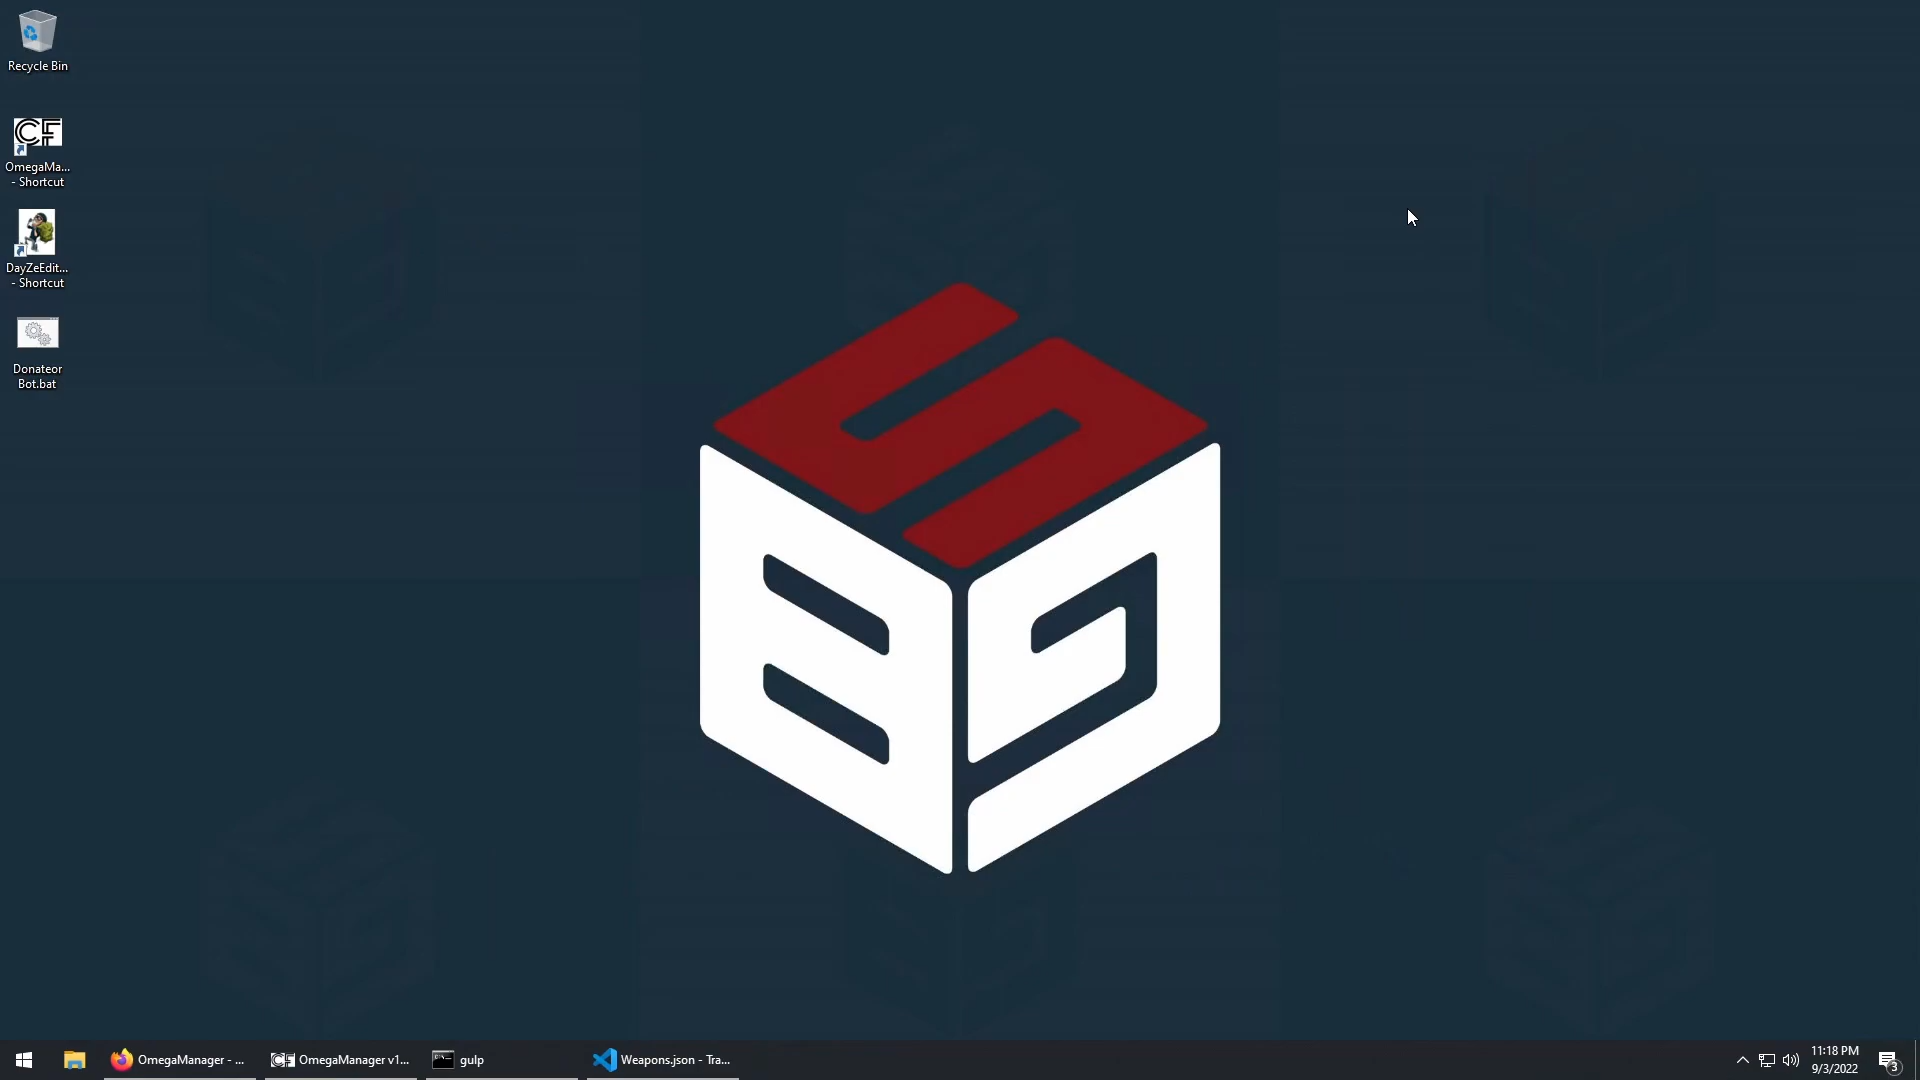 Recycle Bin
OmegaMa...
- Shortcut
DayZeEdit...
- Shortcut
Donateor
Bot.bat
OmegaManager - ...
OmegaManager v1...
gulp
Weapons.json - Tra...
11:18 PM
9/3/2022
3